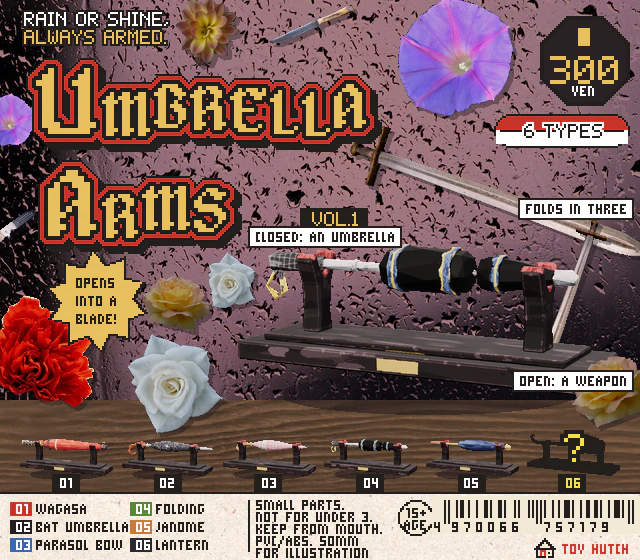 RAIN OR SHINE.
ALWAYS ARMED.
300
YEN
UMBRELLA
6 TYPES
ARMS
FOLDS IN THREE
VOL.1
CLOSED: AN UMBRELLA
OPENS
INTO A
BLADE!
OPEN: A WEAPON
?
01
02
03
04
05
06
01 WAGASA
02 BAT UMBRELLA
03 PARASOL BOW
04 FOLDING
05 JANOME
06 LANTERN
SMALL PARTS.
NOT FOR UNDER 3.
KEEP FROM MOUTH.
PVC/ABS. 50MM
FOR ILLUSTRATION
15+
AGE
4 970066 757179
TOY HUTCH